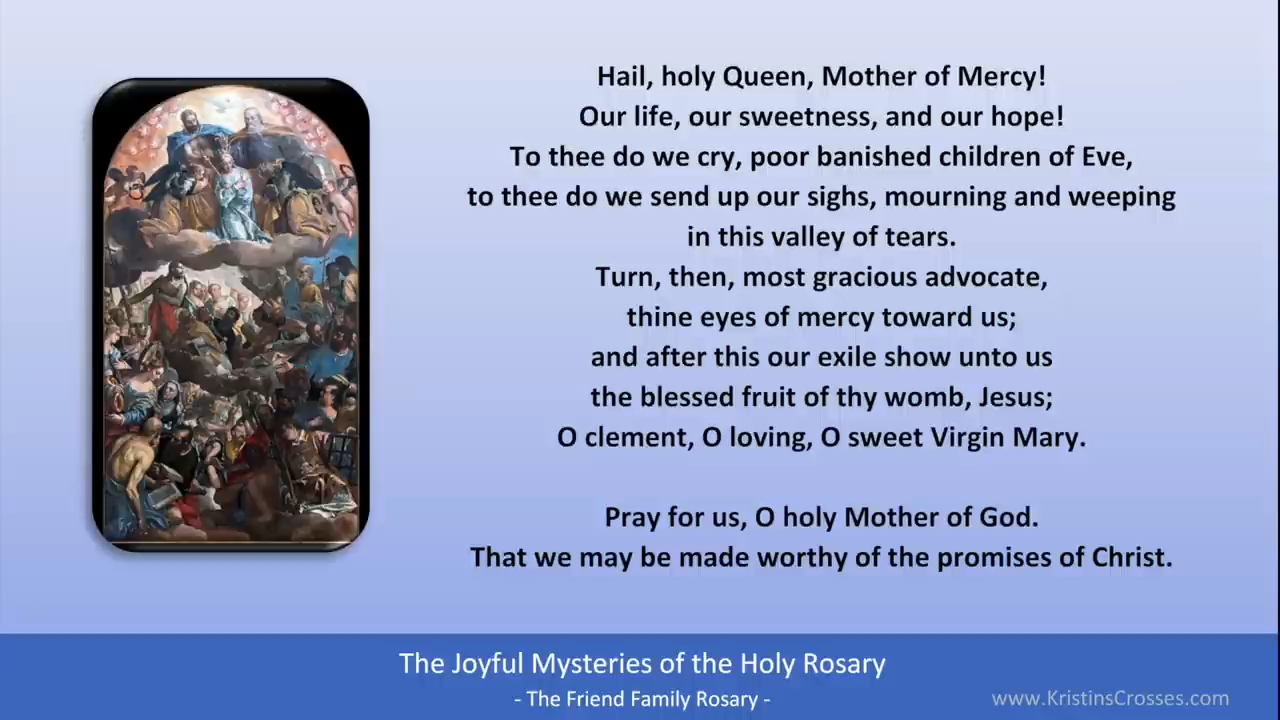 Hail, holy Queen, Mother of Mercy!
Our life, our sweetness, and our hope!
To thee do we cry, poor banished children of Eve,
to thee do we send up our sighs, mourning and weeping
in this valley of tears.
Turn, then, most gracious advocate,
thine eyes of mercy toward us;
and after this our exile show unto us
the blessed fruit of thy womb, Jesus;
O clement, O loving, O sweet Virgin Mary.
Pray for us, O holy Mother of God.
That we may be made worthy of the promises of Christ.
The Joyful Mysteries of the Holy Rosary
- The Friend Family Rosary -
www.KristinsCrosses.com